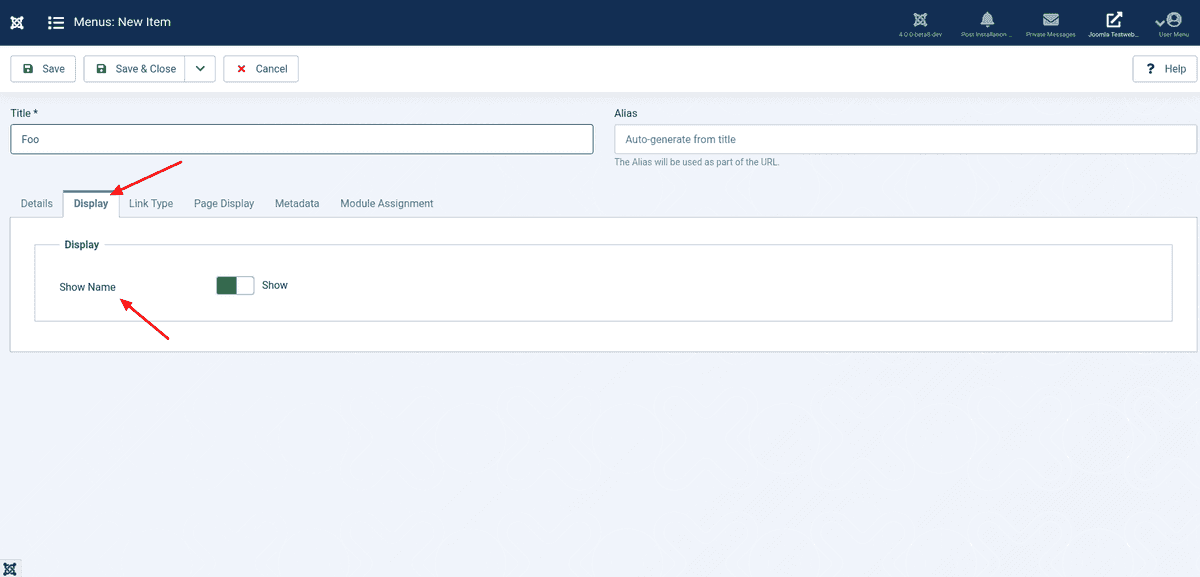 Menus: New Item
4.0.0-beta8-dev
Post Installation ...
Private Messages
Joomla Testweb...
User Menu
Save
Save & Close
Cancel
? Help
Title *
Alias
Foo
Auto-generate from title
The Alias will be used as part of the URL.
Details
Display
Link Type
Page Display
Metadata
Module Assignment
Display
Show Name
Show